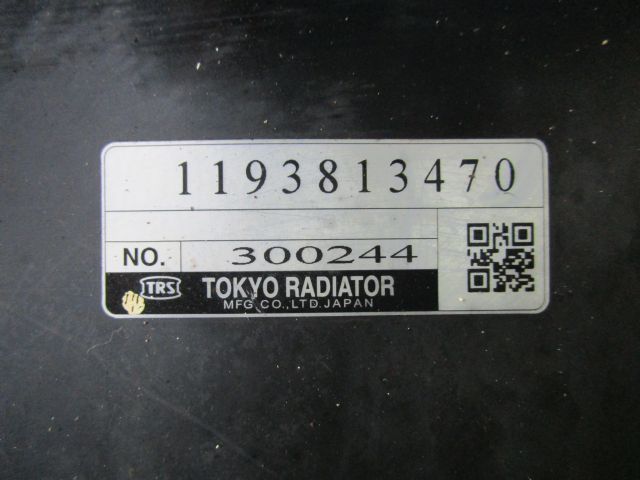 1193813470
NO. 300244
TRS TOKYO RADIATOR
MFG.CO.,LTD.JAPAN